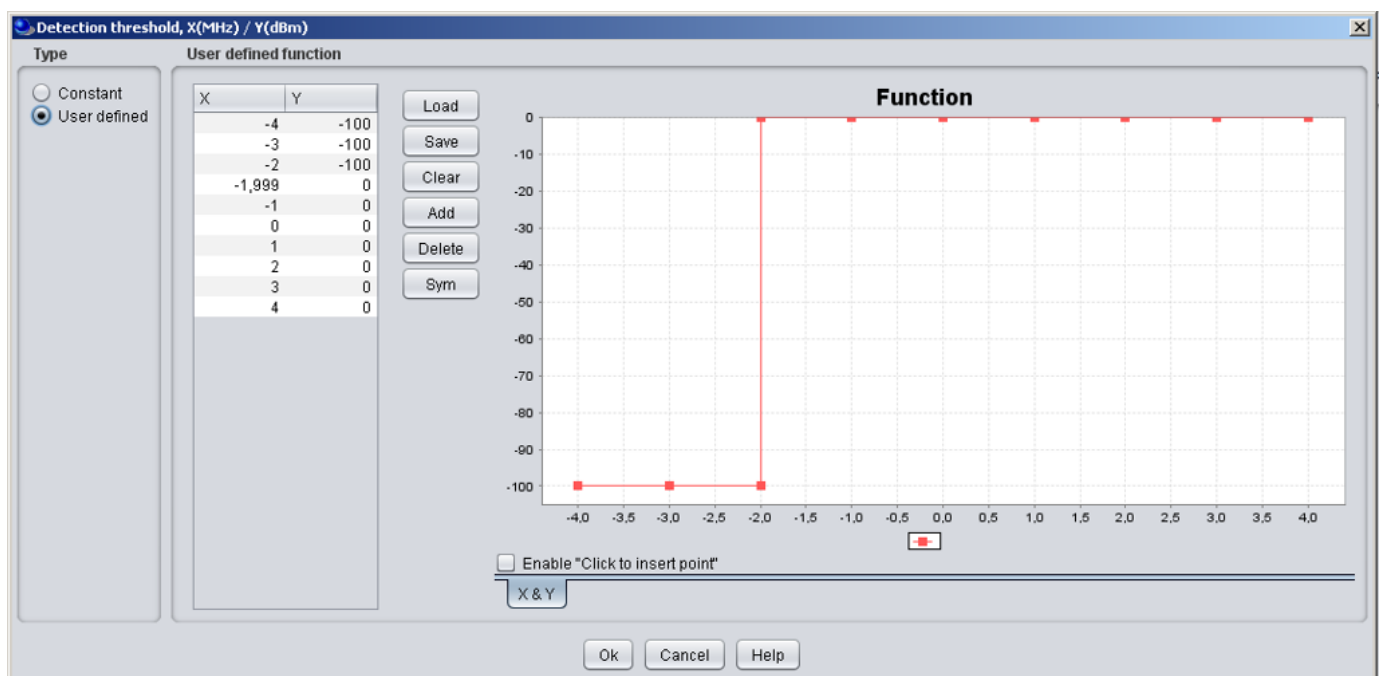 Detection threshold, X(MHz) / Y(dBm)
Type
User defined function
Constant
User defined
X Y
-4 -100
-3 -100
-2 -100
-1,999 0
-1 0
0 0
1 0
2 0
3 0
4 0
Load
Save
Clear
Add
Delete
Sym
Function
0
-10
-20
-30
-40
-50
-60
-70
-80
-90
-100
-4,0 -3,5 -3,0 -2,5 -2,0 -1,5 -1,0 -0,5 0,0 0,5 1,0 1,5 2,0 2,5 3,0 3,5 4,0
Enable "Click to insert point"
X & Y
Ok Cancel Help